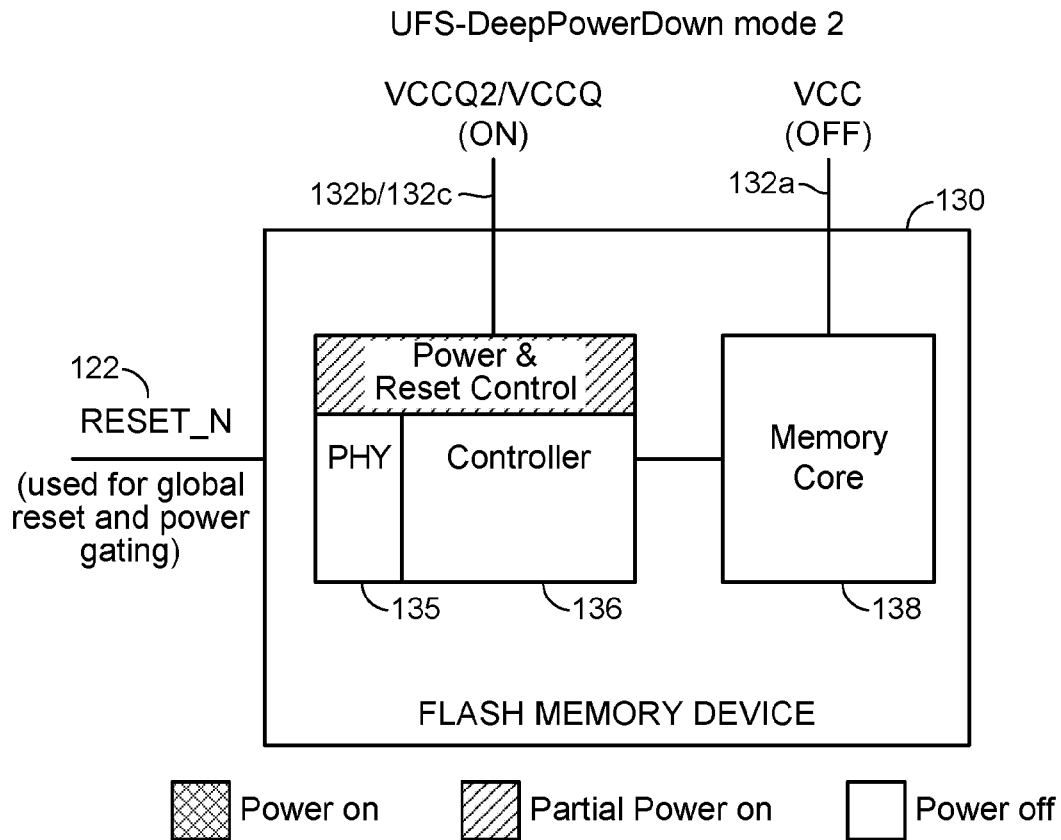 UFS-DeepPowerDown mode 2
VCCQ2/VCCQ
(ON)
VCC
(OFF)
132b/132c
132a
130
Power &
Reset Control
122
RESET_N
(used for global
reset and power
gating)
PHY
Controller
Memory
Core
135
136
138
FLASH MEMORY DEVICE
Power on
Partial Power on
Power off